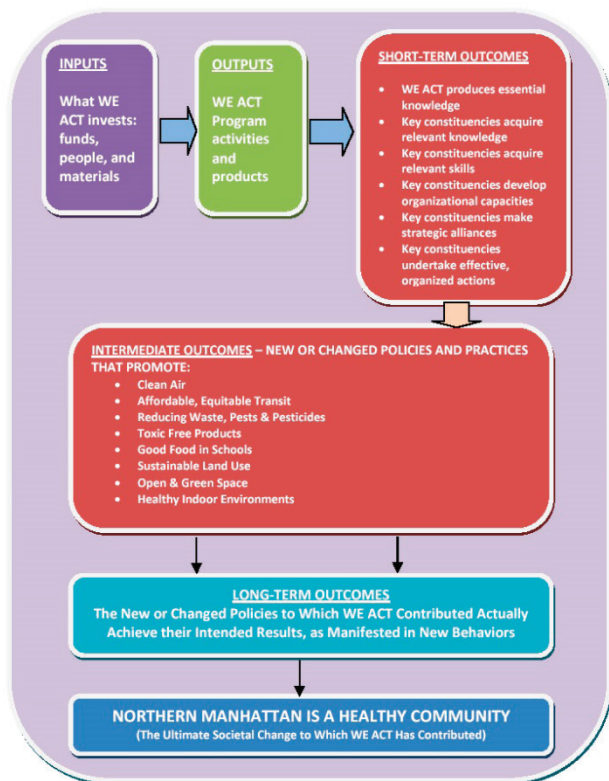 INPUTS
What WE
ACT invests:
funds,
people, and
materials
OUTPUTS
WE ACT
Program
activities
and
products
SHORT-TERM OUTCOMES
• WE ACT produces essential
knowledge
• Key constituencies acquire
relevant knowledge
• Key constituencies acquire
relevant skills
• Key constituencies develop
organizational capacities
• Key constituencies make
strategic alliances
• Key constituencies
undertake effective,
organized actions
INTERMEDIATE OUTCOMES – NEW OR CHANGED POLICIES AND PRACTICES
THAT PROMOTE:
• Clean Air
• Affordable, Equitable Transit
• Reducing Waste, Pests & Pesticides
• Toxic Free Products
• Good Food in Schools
• Sustainable Land Use
• Open & Green Space
• Healthy Indoor Environments
LONG-TERM OUTCOMES
The New or Changed Policies to Which WE ACT Contributed Actually
Achieve their Intended Results, as Manifested in New Behaviors
NORTHERN MANHATTAN IS A HEALTHY COMMUNITY
(The Ultimate Societal Change to Which WE ACT Has Contributed)